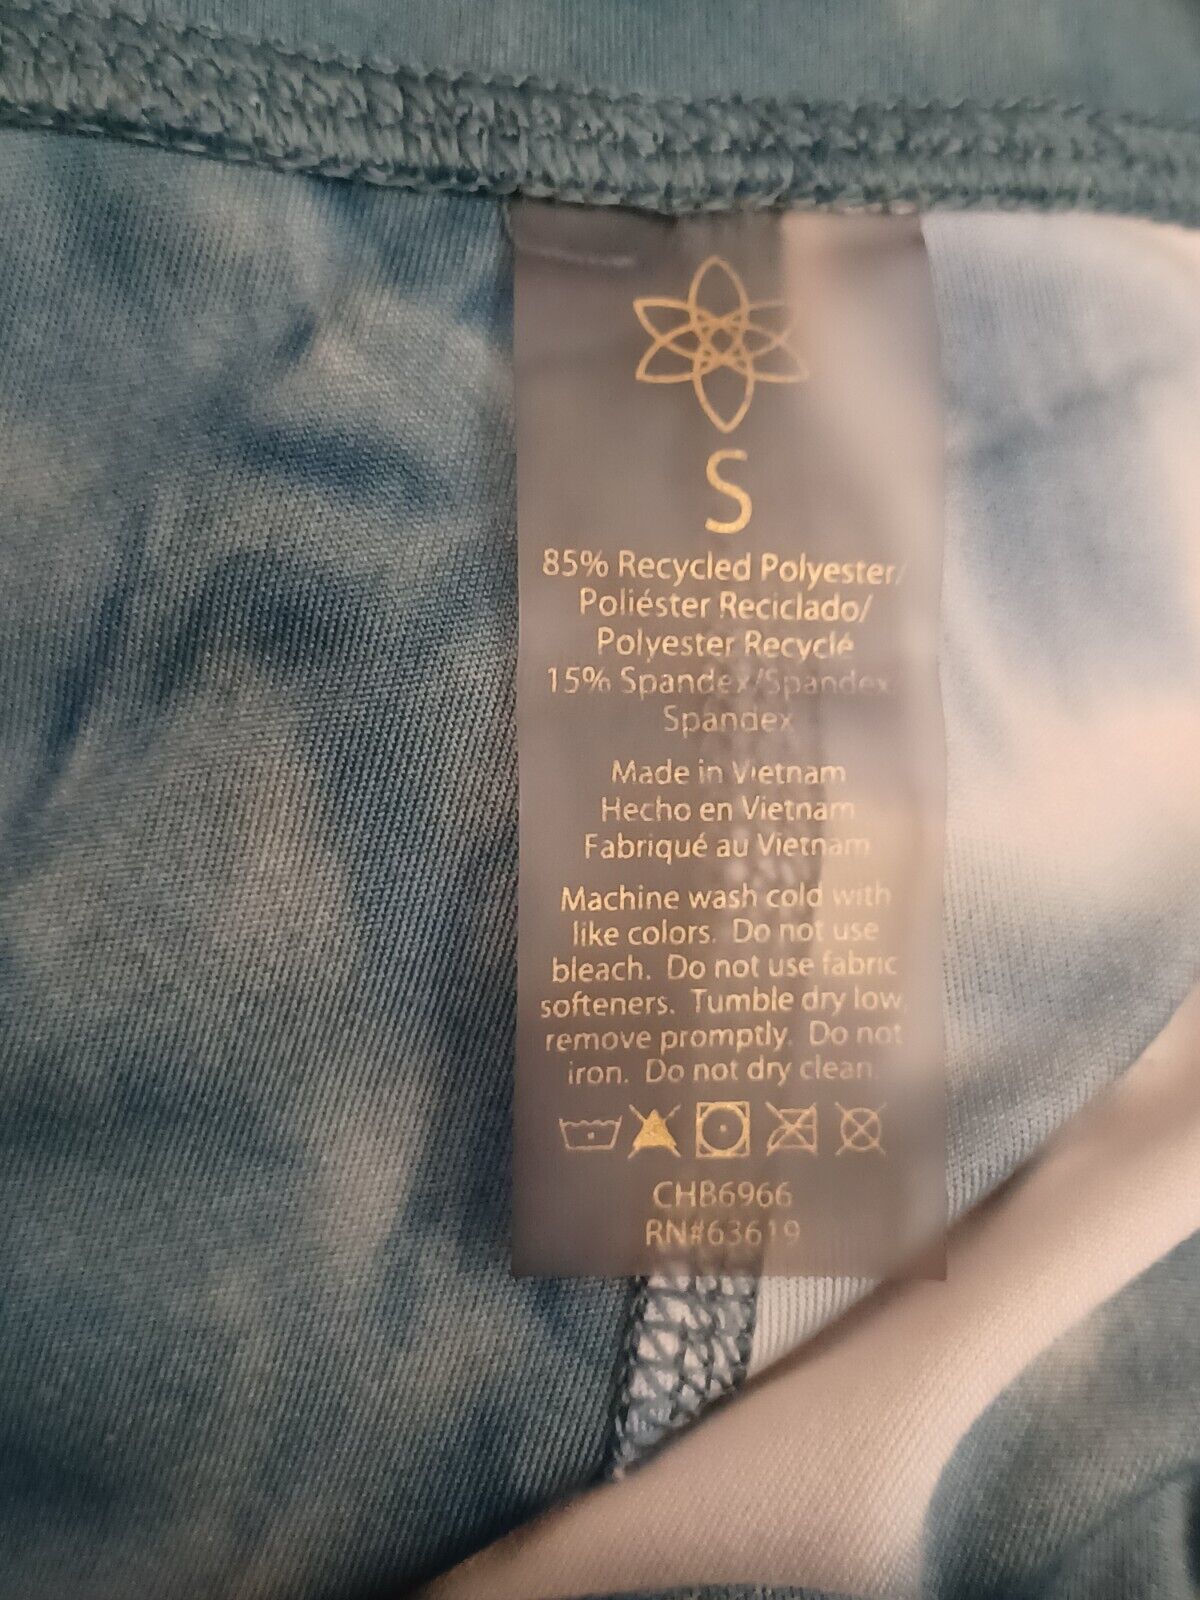 S
85% Recycled Polyester/
Poliéster Reciclado/
Polyester Recyclé
15% Spandex/Spandex/
Spandex
Made in Vietnam
Hecho en Vietnam
Fabriqué au Vietnam
Machine wash cold with
like colors. Do not use
bleach. Do not use fabric
softeners. Tumble dry low,
remove promptly. Do not
iron. Do not dry clean.
CHB6966
RN#63619